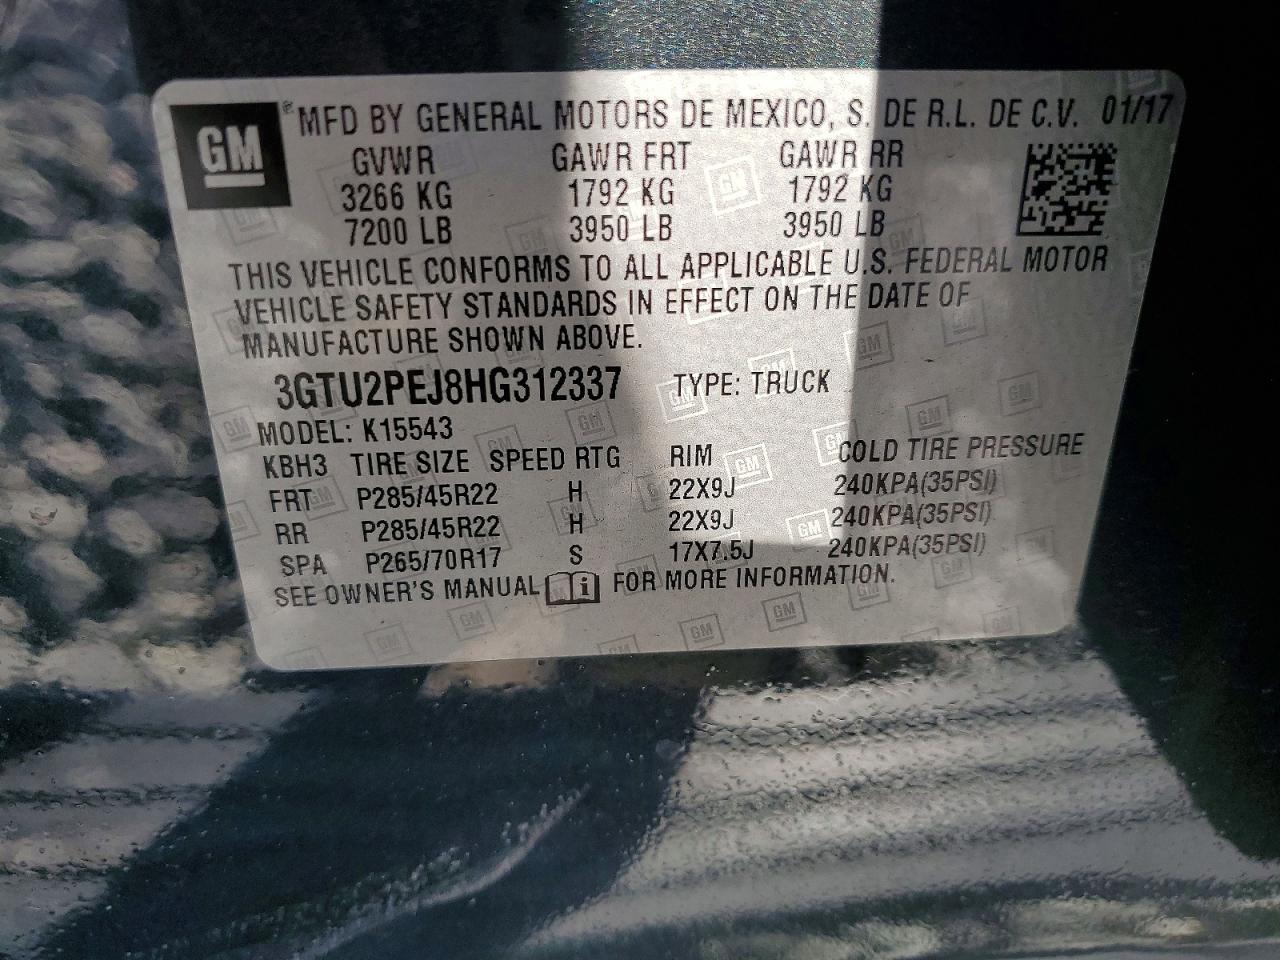 GM ® MFD BY GENERAL MOTORS DE MEXICO, S. DE R.L. DE C.V. 01/17
GVWR GAWR FRT GAWR RR
3266 KG 1792 KG 1792 KG
7200 LB 3950 LB 3950 LB
THIS VEHICLE CONFORMS TO ALL APPLICABLE U.S. FEDERAL MOTOR
VEHICLE SAFETY STANDARDS IN EFFECT ON THE DATE OF
MANUFACTURE SHOWN ABOVE.
3GTU2PEJ8HG312337 TYPE: TRUCK
MODEL: K15543
KBH3 TIRE SIZE SPEED RTG RIM COLD TIRE PRESSURE
FRT P285/45R22 H 22X9J 240KPA(35PSI)
RR P285/45R22 H 22X9J 240KPA(35PSI)
SPA P265/70R17 S 17X7.5J 240KPA(35PSI)
SEE OWNER'S MANUAL i FOR MORE INFORMATION.